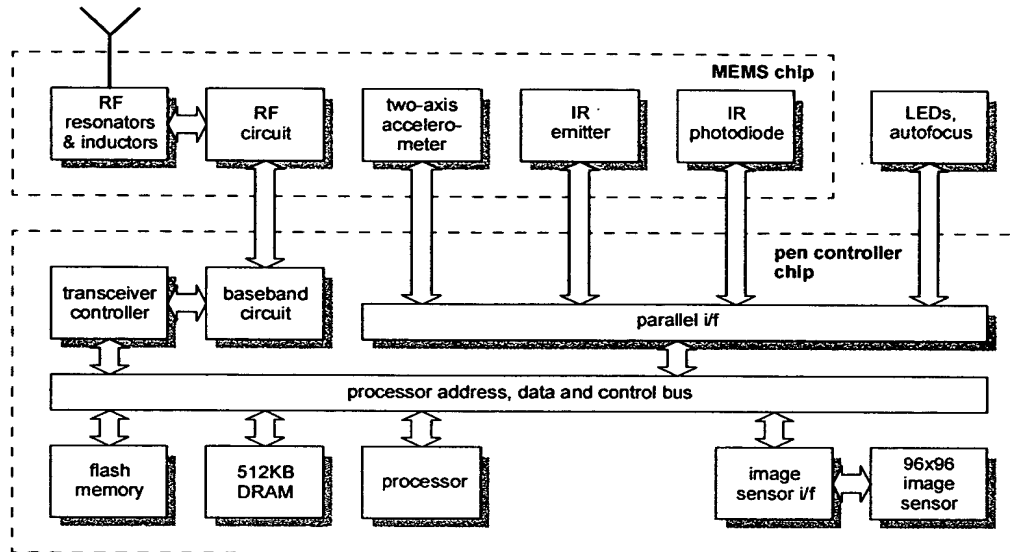 MEMS chip
RF
resonators
& inductors
RF
circuit
two-axis
accelero-
meter
IR
emitter
IR
photodiode
LEDs,
autofocus
pen controller
chip
transceiver
controller
baseband
circuit
parallel i/f
processor address, data and control bus
flash
memory
512KB
DRAM
processor
image
sensor i/f
96x96
image
sensor